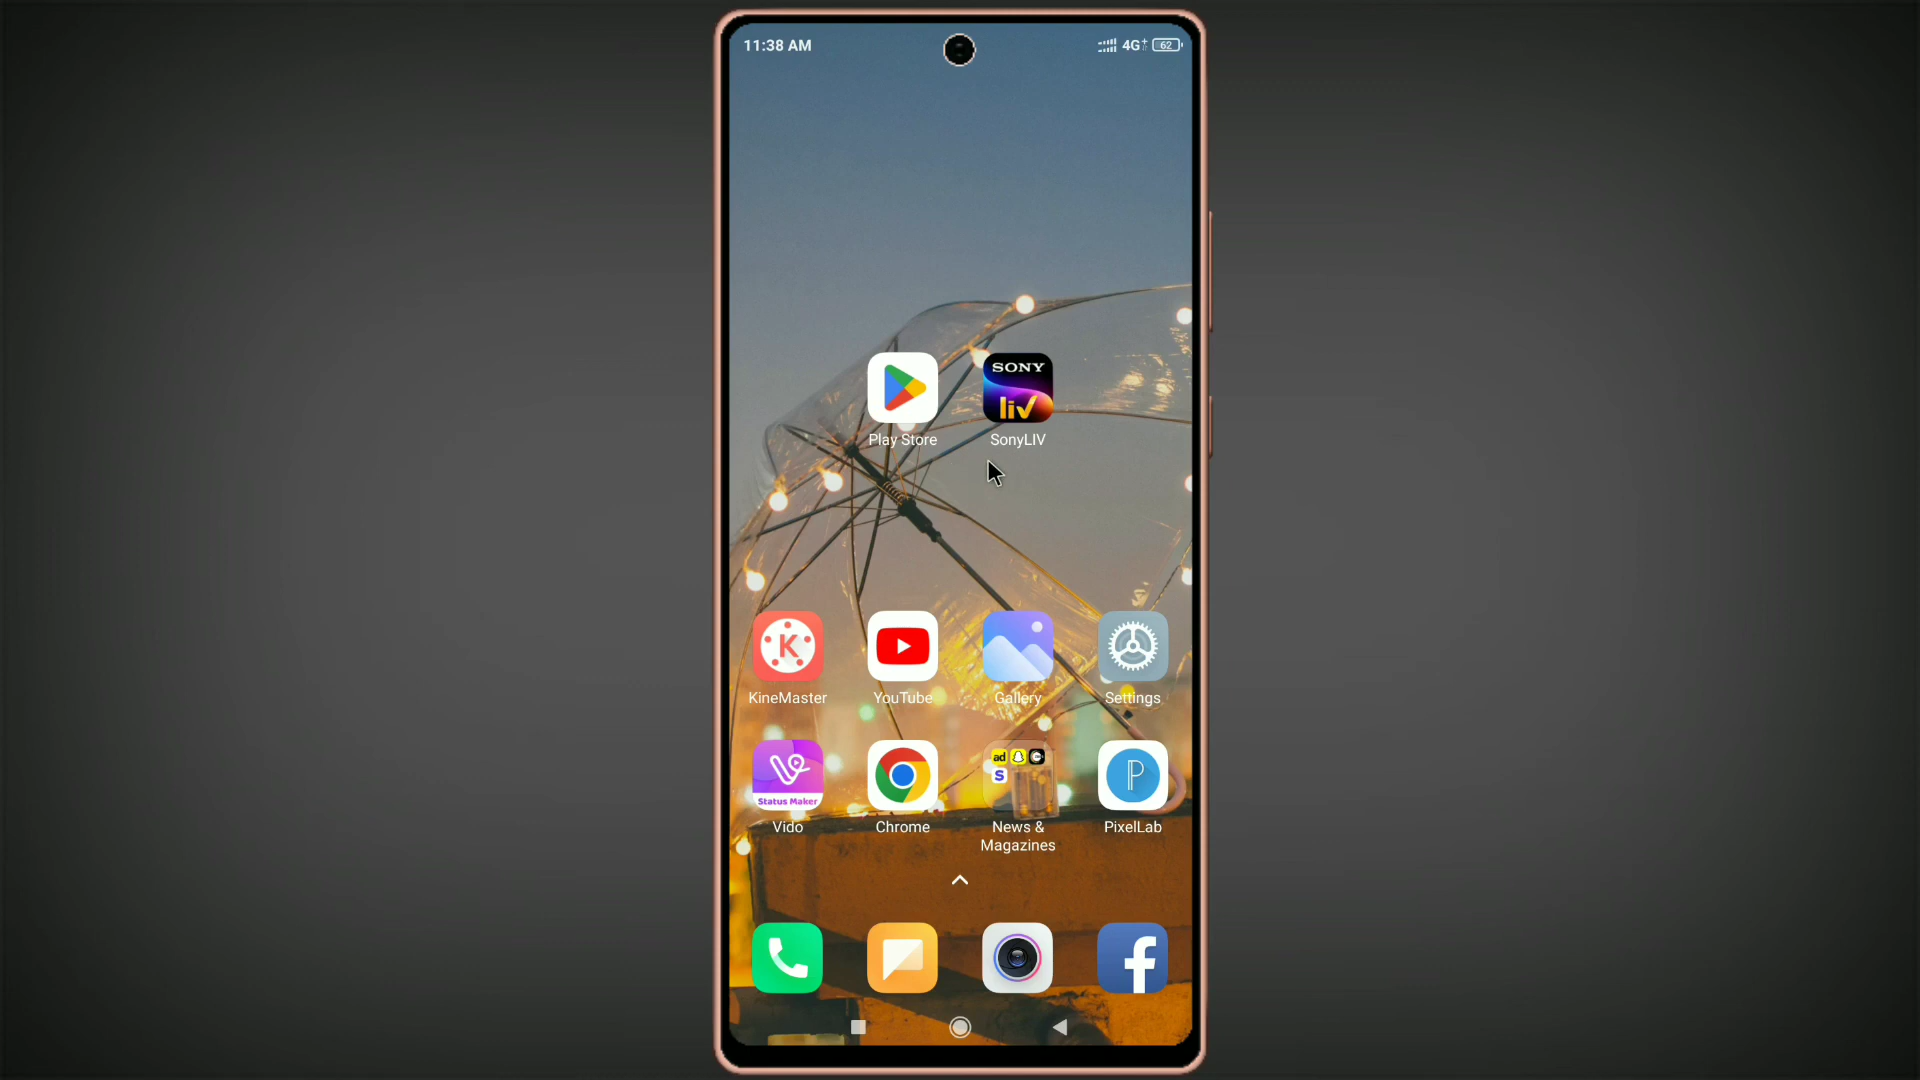 11:38 AM
4G+ 62
SONY
liv
Play Store
SonyLIV
K
KineMaster
YouTube
Gallery
Settings
Status Maker
ad
S
P
Vido
Chrome
News &
Magazines
PixelLab
f